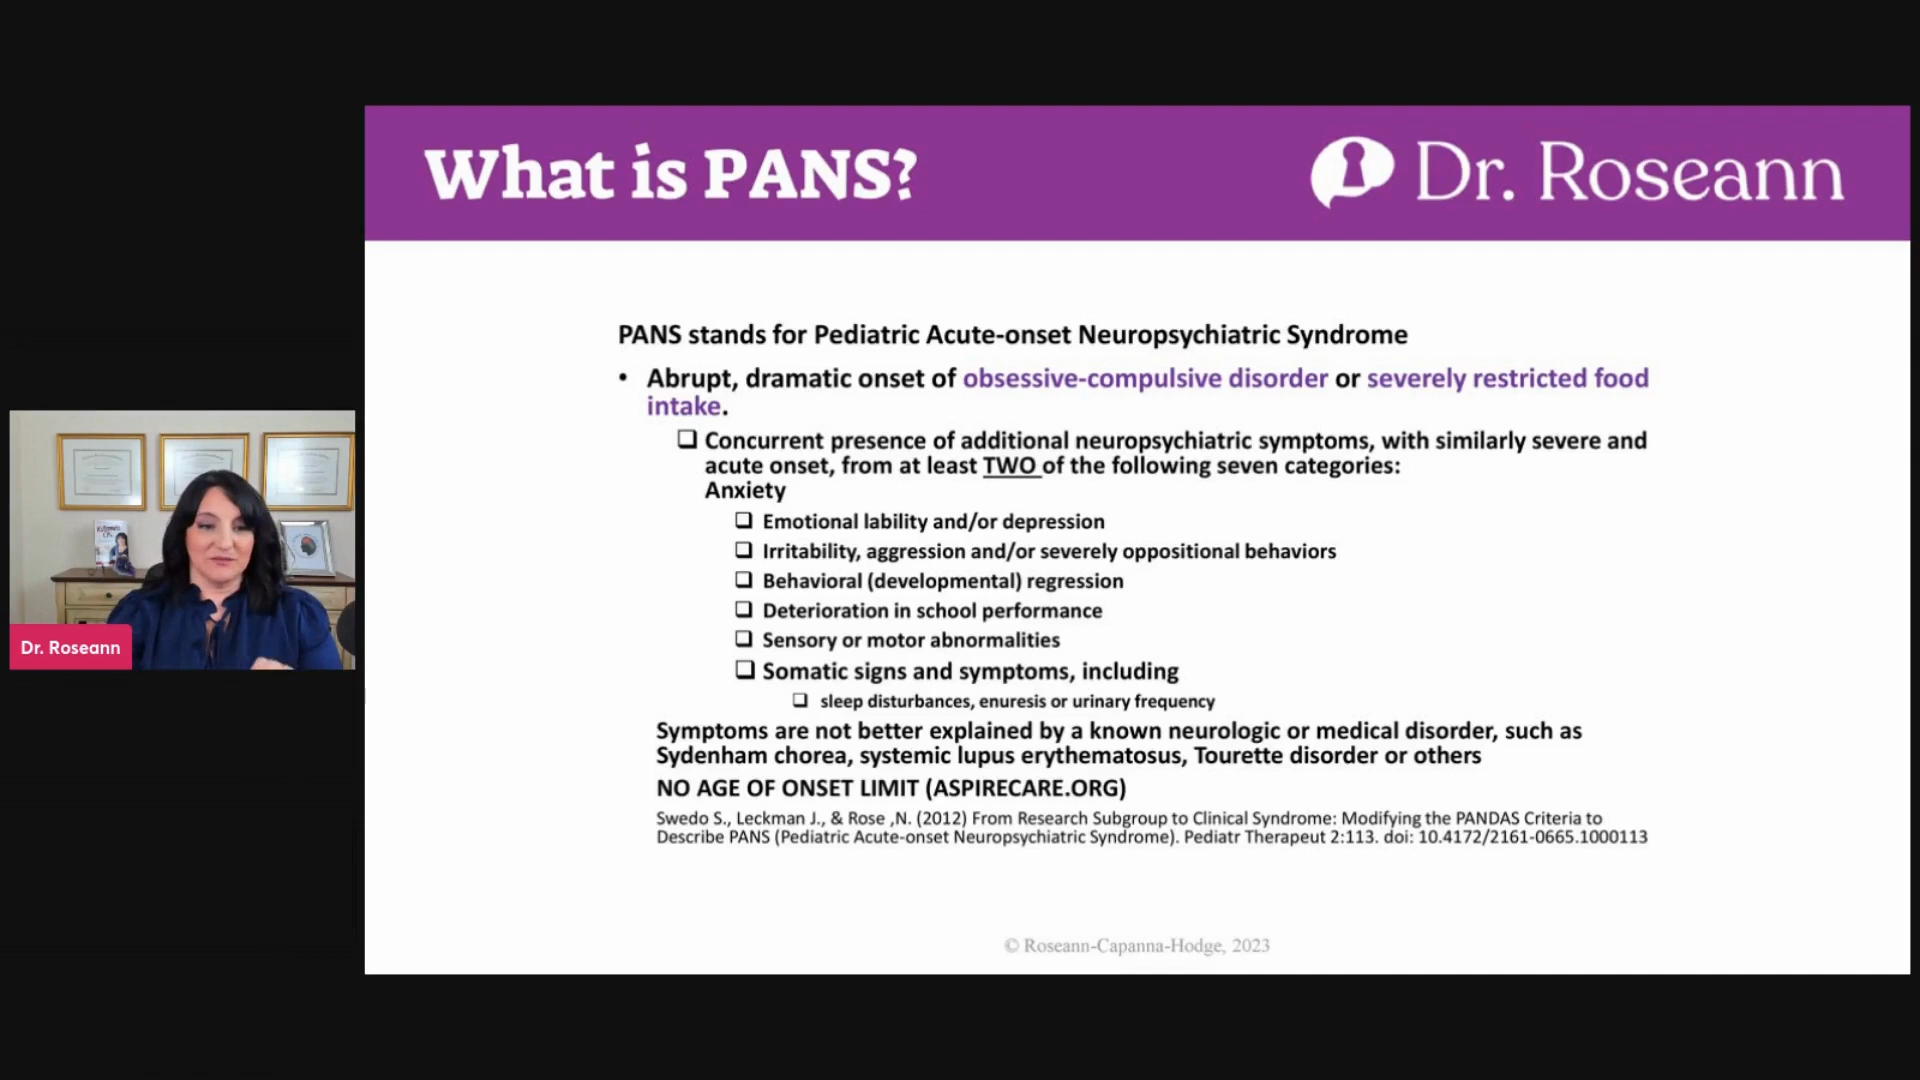 What is PANS?
Dr. Roseann
PANS stands for Pediatric Acute-onset Neuropsychiatric Syndrome
• Abrupt, dramatic onset of obsessive-compulsive disorder or severely restricted food
intake.
❑ Concurrent presence of additional neuropsychiatric symptoms, with similarly severe and
acute onset, from at least TWO of the following seven categories:
Anxiety
❑ Emotional lability and/or depression
❑ Irritability, aggression and/or severely oppositional behaviors
❑ Behavioral (developmental) regression
❑ Deterioration in school performance
❑ Sensory or motor abnormalities
❑ Somatic signs and symptoms, including
❑ sleep disturbances, enuresis or urinary frequency
Symptoms are not better explained by a known neurologic or medical disorder, such as
Sydenham chorea, systemic lupus erythematosus, Tourette disorder or others
NO AGE OF ONSET LIMIT (ASPIRECARE.ORG)
Swedo S., Leckman J., & Rose ,N. (2012) From Research Subgroup to Clinical Syndrome: Modifying the PANDAS Criteria to
Describe PANS (Pediatric Acute-onset Neuropsychiatric Syndrome). Pediatr Therapeut 2:113. doi: 10.4172/2161-0665.1000113
© Roseann-Capanna-Hodge, 2023
Dr. Roseann